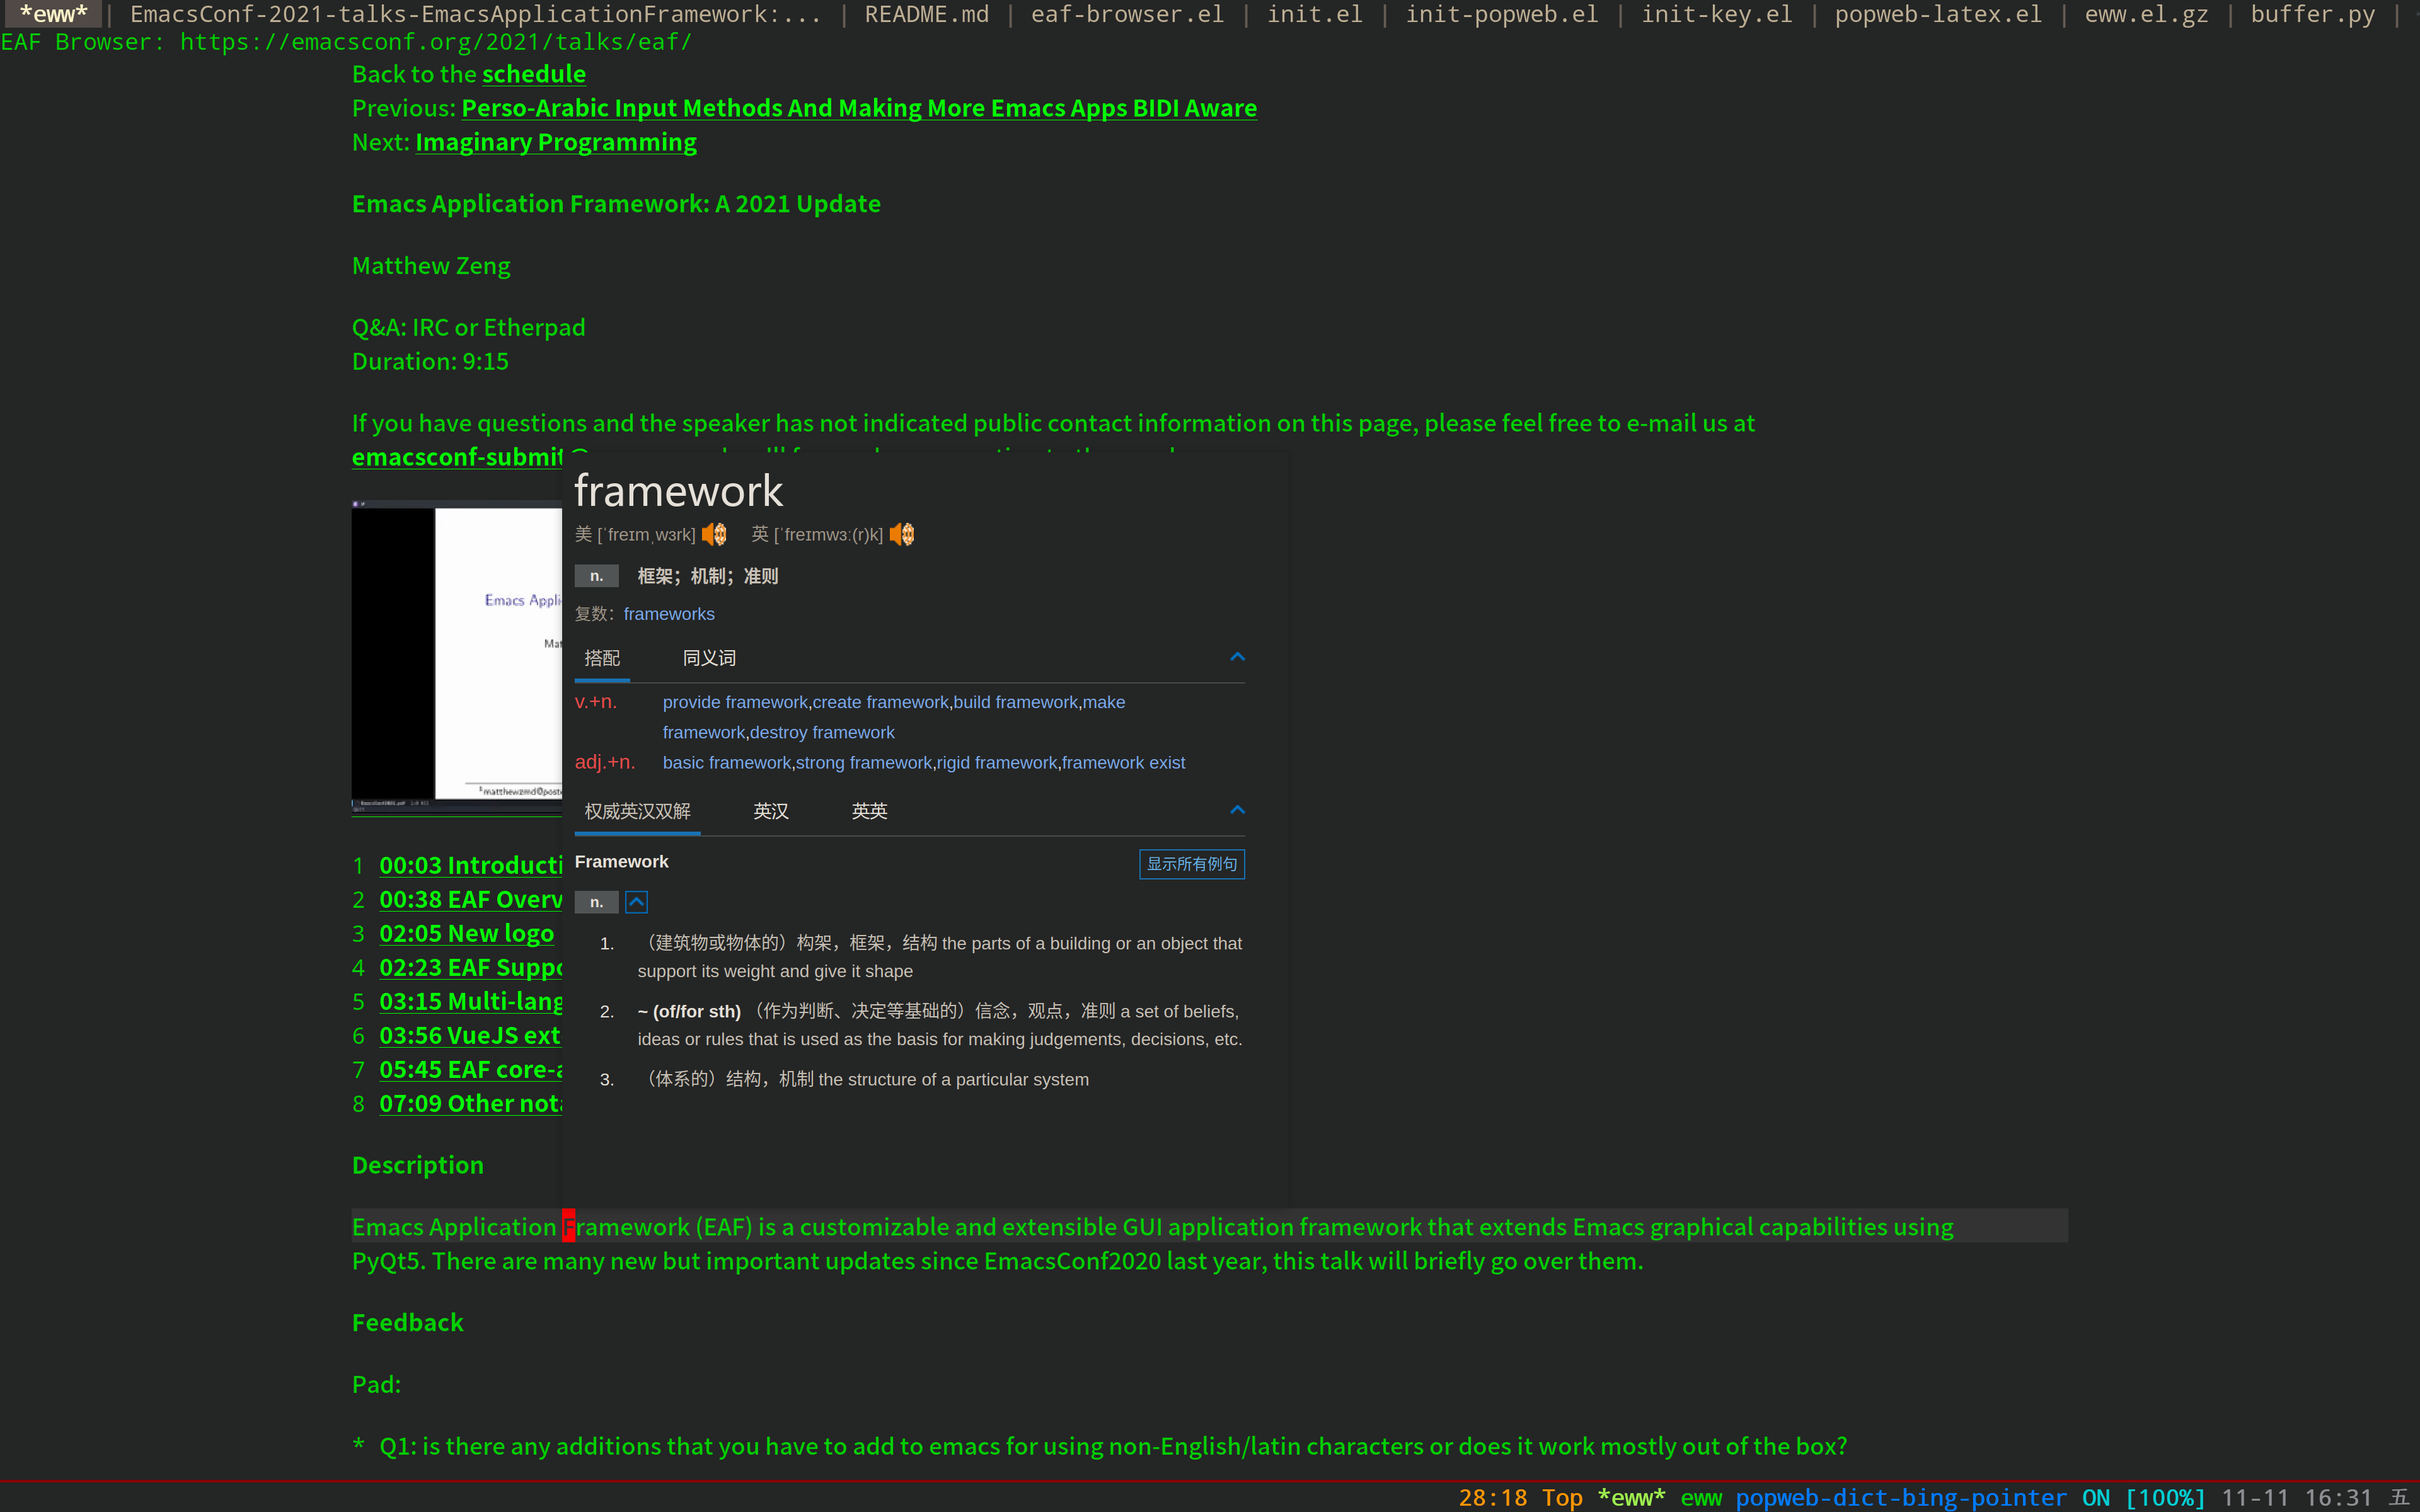 *eww* | EmacsConf-2021-talks-EmacsApplicationFramework:... | README.md | eaf-browser.el | init.el | init-popweb.el | init-key.el | popweb-latex.el | eww.el.gz | buffer.py |
EAF Browser: https://emacsconf.org/2021/talks/eaf/
Back to the schedule
Previous: Perso-Arabic Input Methods And Making More Emacs Apps BIDI Aware
Next: Imaginary Programming
Emacs Application Framework: A 2021 Update
Matthew Zeng
Q&A: IRC or Etherpad
Duration: 9:15
If you have questions and the speaker has not indicated public contact information on this page, please feel free to e-mail us at
emacsconf-submit
framework
美 [ˈfreɪmˌwɜrk] 英 [ˈfreɪmwɜː(r)k]
n. 框架；机制；准则
复数：frameworks
搭配 同义词
v.+n. provide framework,create framework,build framework,make
framework,destroy framework
adj.+n. basic framework,strong framework,rigid framework,framework exist
权威英汉双解 英汉 英英
Framework 显示所有例句
n.
1. （建筑物或物体的）构架，框架，结构 the parts of a building or an object that
support its weight and give it shape
2. ~ (of/for sth) （作为判断、决定等基础的）信念，观点，准则 a set of beliefs,
ideas or rules that is used as the basis for making judgements, decisions, etc.
3. （体系的）结构，机制 the structure of a particular system
Emacs Appli
Mat
matthewzmd@poste
1 00:03 Introducti
2 00:38 EAF Overv
3 02:05 New logo
4 02:23 EAF Suppo
5 03:15 Multi-lang
6 03:56 VueJS ext
7 05:45 EAF core-a
8 07:09 Other nota
Description
Emacs Application Framework (EAF) is a customizable and extensible GUI application framework that extends Emacs graphical capabilities using
PyQt5. There are many new but important updates since EmacsConf2020 last year, this talk will briefly go over them.
Feedback
Pad:
* Q1: is there any additions that you have to add to emacs for using non-English/latin characters or does it work mostly out of the box?
28:18 Top *eww* eww popweb-dict-bing-pointer ON [100%] 11-11 16:31 五